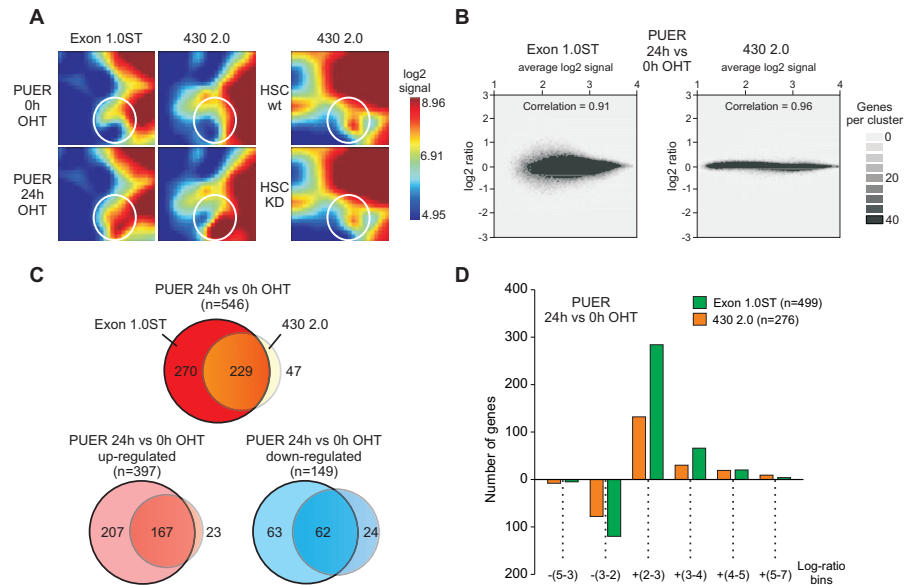 A
Exon 1.0ST
430 2.0
430 2.0
PUER
0h
OHT
HSC
wt
log2
signal
8.96
6.91
4.95
PUER
24h
OHT
HSC
KD
B
Exon 1.0ST
PUER
24h vs
0h OHT
430 2.0
average log2 signal
average log2 signal
1 2 3 4
1 2 3 4
Correlation = 0.91
Correlation = 0.96
log2 ratio
3
2
1
0
-1
-2
-3
log2 ratio
3
2
1
0
-1
-2
-3
Genes
per cluster
0
20
40
C
PUER 24h vs 0h OHT
(n=546)
Exon 1.0ST
430 2.0
270
229
47
PUER 24h vs 0h OHT
up-regulated
(n=397)
207
167
23
PUER 24h vs 0h OHT
down-regulated
(n=149)
63
62
24
D
PUER
24h vs 0h OHT
Exon 1.0ST (n=499)
430 2.0 (n=276)
Number of genes
400
300
200
100
0
100
200
-(5-3) -(3-2) +(2-3) +(3-4) +(4-5) +(5-7)
Log-ratio
bins